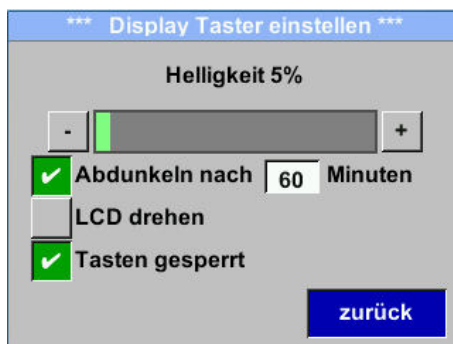 *** Display Taster einstellen ***
Helligkeit 5%
- +
Abdunkeln nach 60 Minuten
LCD drehen
Tasten gesperrt
zurück